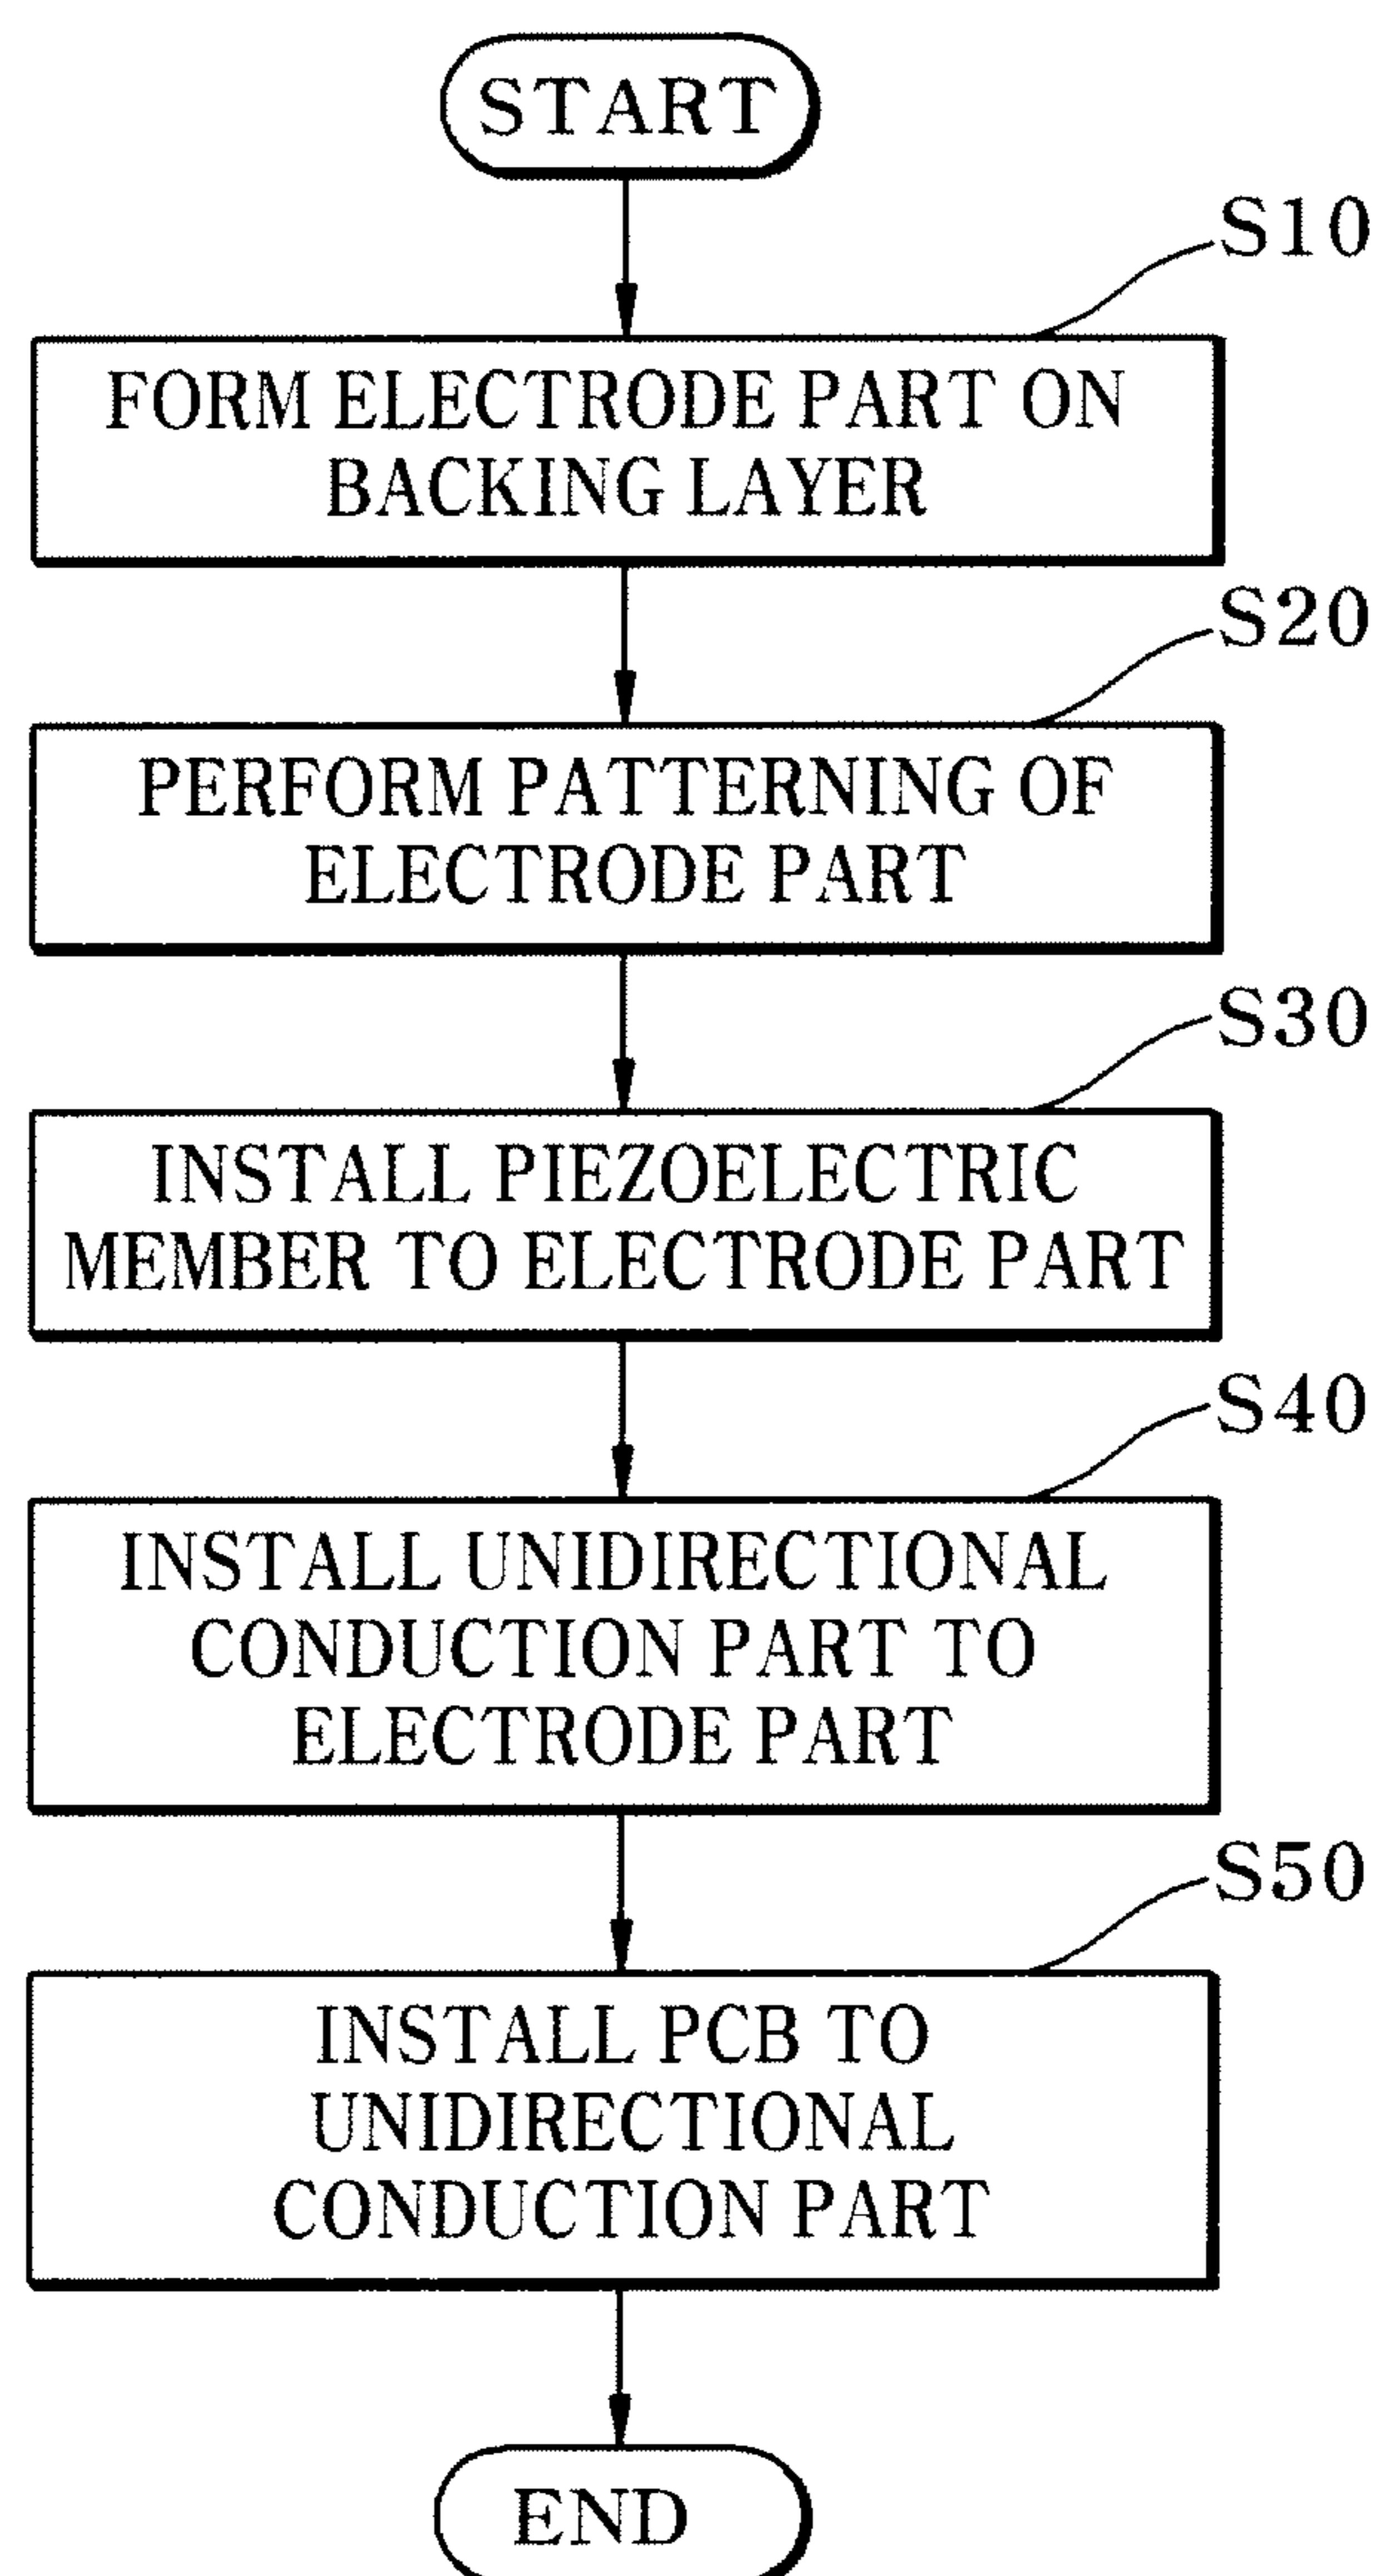 START
S10
FORM ELECTRODE PART ON
BACKING LAYER
S20
PERFORM PATTERNING OF
ELECTRODE PART
S30
INSTALL PIEZOELECTRIC
MEMBER TO ELECTRODE PART
S40
INSTALL UNIDIRECTIONAL
CONDUCTION PART TO
ELECTRODE PART
S50
INSTALL PCB TO
UNIDIRECTIONAL
CONDUCTION PART
END